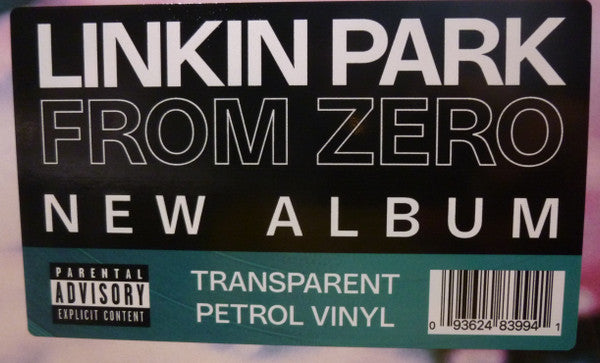 LINKIN PARK
FROM ZERO
NEW ALBUM
PARENTAL
ADVISORY
EXPLICIT CONTENT
TRANSPARENT
PETROL VINYL
0 93624 83994 1